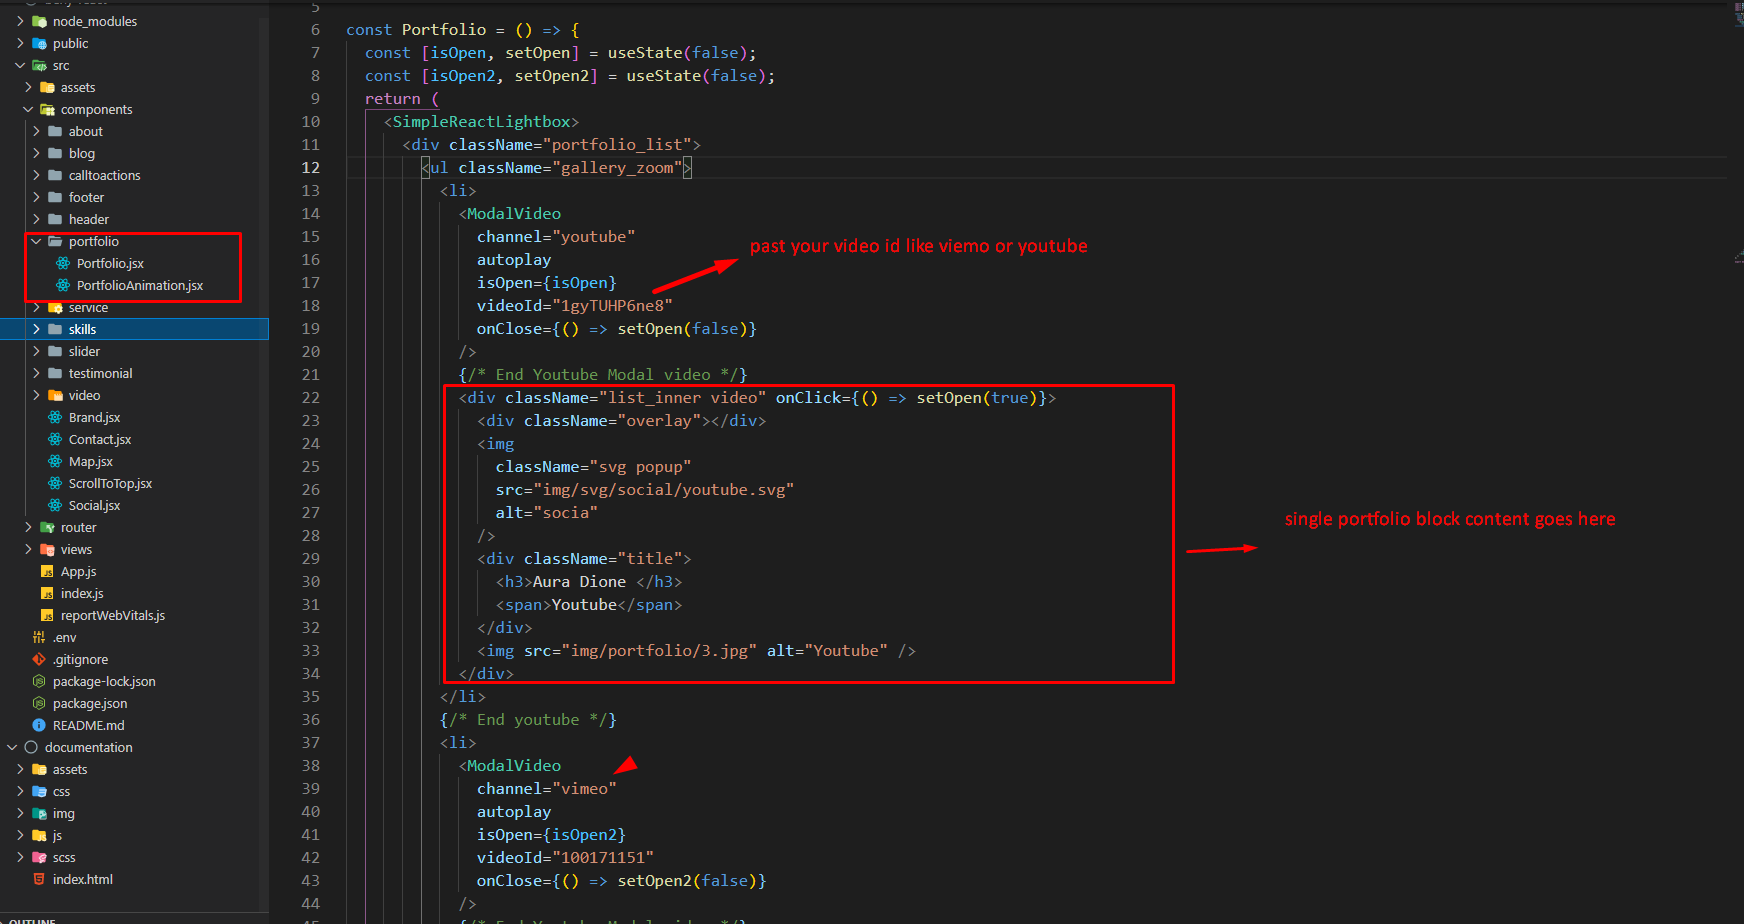 node_modules
public
src
assets
components
about
blog
calltoactions
footer
header
portfolio
Portfolio.jsx
PortfolioAnimation.jsx
service
skills
slider
testimonial
video
Brand.jsx
Contact.jsx
Map.jsx
ScrollToTop.jsx
Social.jsx
router
views
App.js
index.js
reportWebVitals.js
.env
.gitignore
package-lock.json
package.json
README.md
documentation
assets
css
img
js
scss
index.html
OUTLINE
5
6 const Portfolio = () => {
7 const [isOpen, setOpen] = useState(false);
8 const [isOpen2, setOpen2] = useState(false);
9 return (
10 <SimpleReactLightbox>
11 <div className="portfolio_list">
12 <ul className="gallery_zoom">
13 <li>
14 <ModalVideo
15 channel="youtube"
16 autoplay
17 isOpen={isOpen}
18 videoId="1gyTUHP6ne8"
19 onClose={() => setOpen(false)}
20 />
21 {/* End Youtube Modal video */}
22 <div className="list_inner video" onClick={() => setOpen(true)}>
23 <div className="overlay"></div>
24 <img
25 className="svg popup"
26 src="img/svg/social/youtube.svg"
27 alt="socia"
28 />
29 <div className="title">
30 <h3>Aura Dione </h3>
31 <span>Youtube</span>
32 </div>
33 <img src="img/portfolio/3.jpg" alt="Youtube" />
34 </div>
35 </li>
36 {/* End youtube */}
37 <li>
38 <ModalVideo
39 channel="vimeo"
40 autoplay
41 isOpen={isOpen2}
42 videoId="100171151"
43 onClose={() => setOpen2(false)}
44 />
past your video id like viemo or youtube
single portfolio block content goes here